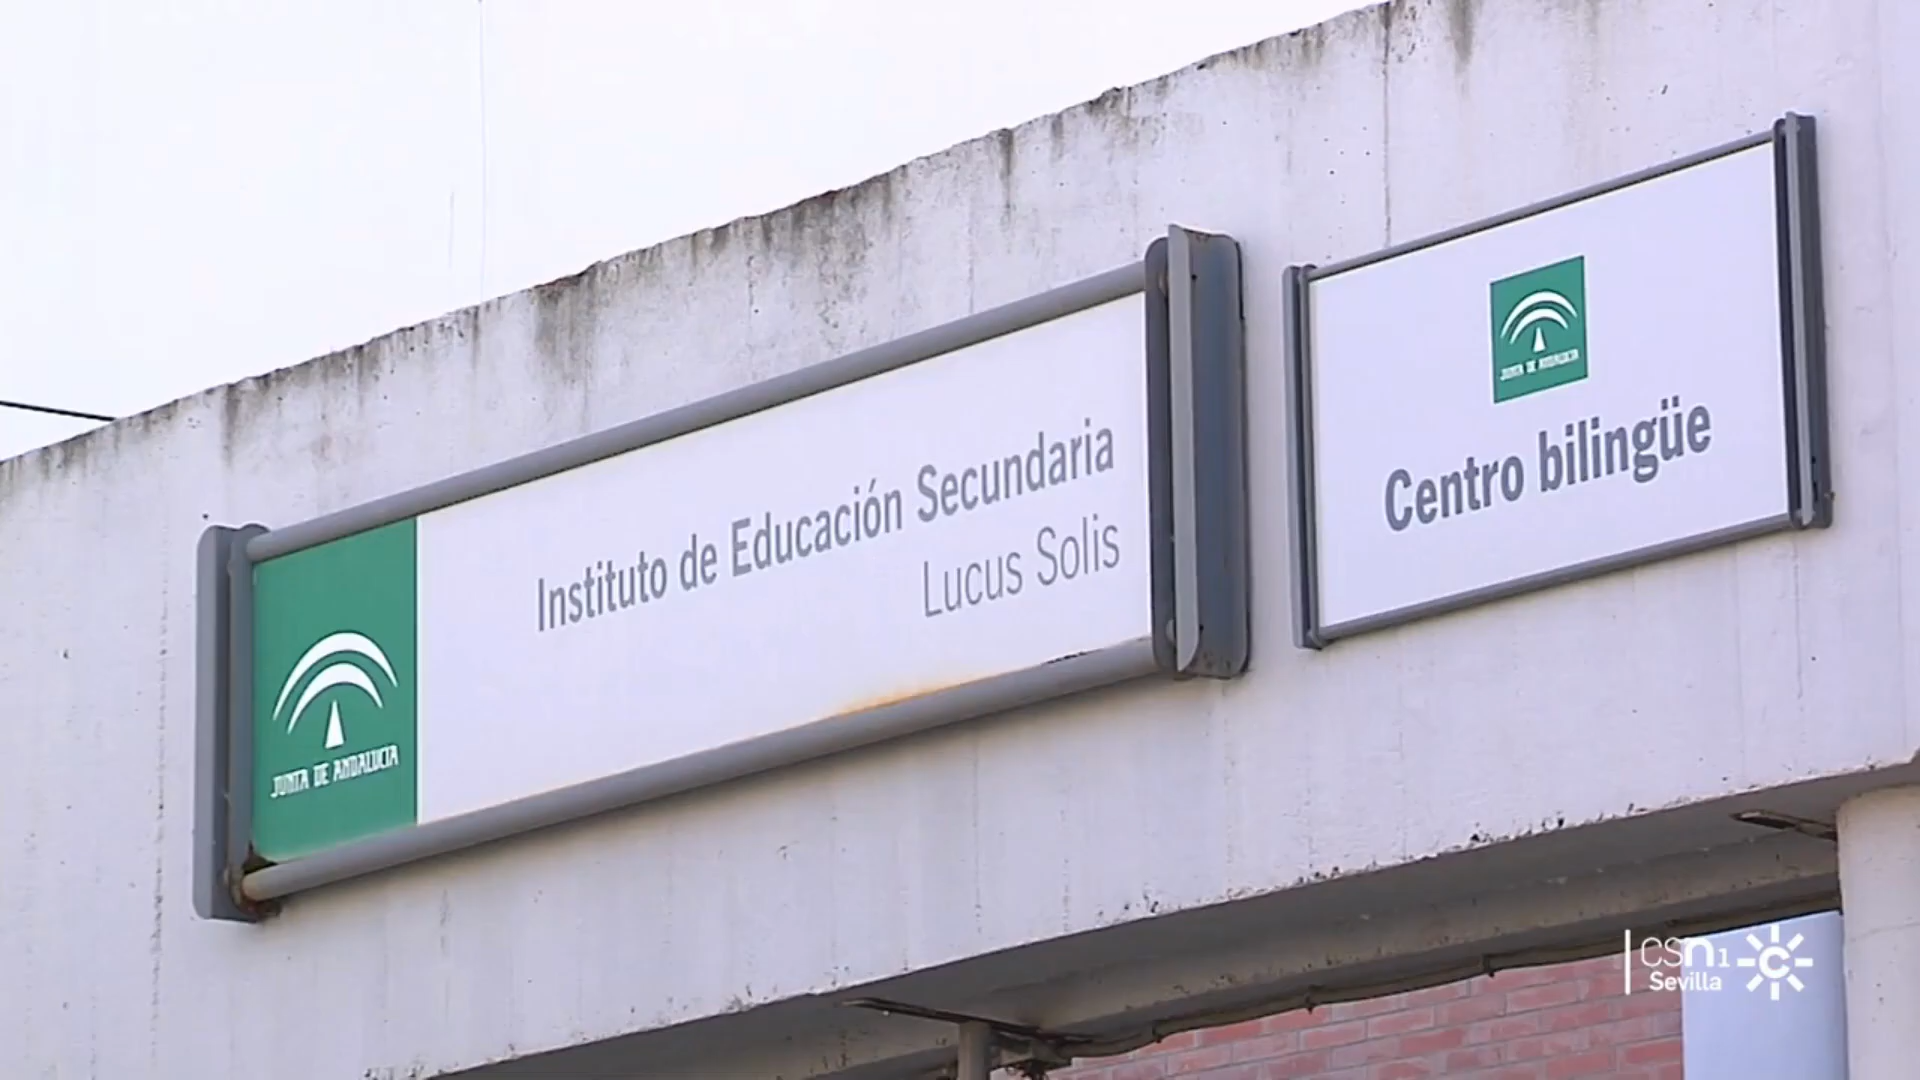 Instituto de Educación Secundaria
Lucus Solis
JUNTA DE ANDALUCIA
JUNTA DE ANDALUCIA
Centro bilingüe
CSn1
Sevilla